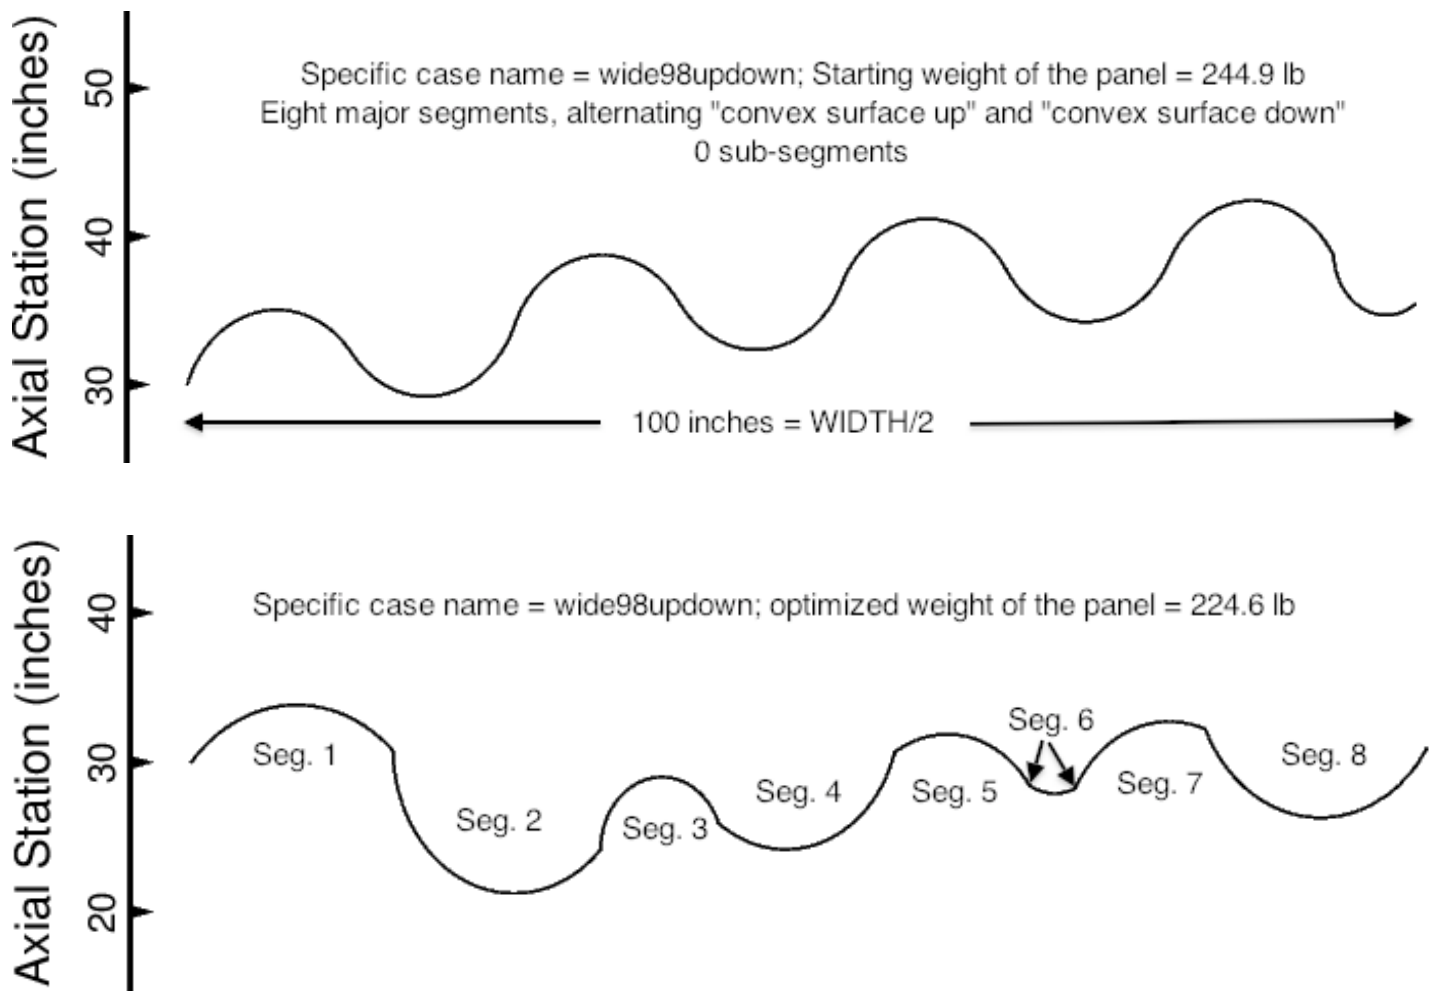 Axial Station (inches)
50
40
30
Specific case name = wide98updown; Starting weight of the panel = 244.9 lb
Eight major segments, alternating "convex surface up" and "convex surface down"
0 sub-segments
100 inches = WIDTH/2
Axial Station (inches)
40
30
20
Specific case name = wide98updown; optimized weight of the panel = 224.6 lb
Seg. 1
Seg. 2
Seg. 3
Seg. 4
Seg. 5
Seg. 6
Seg. 7
Seg. 8